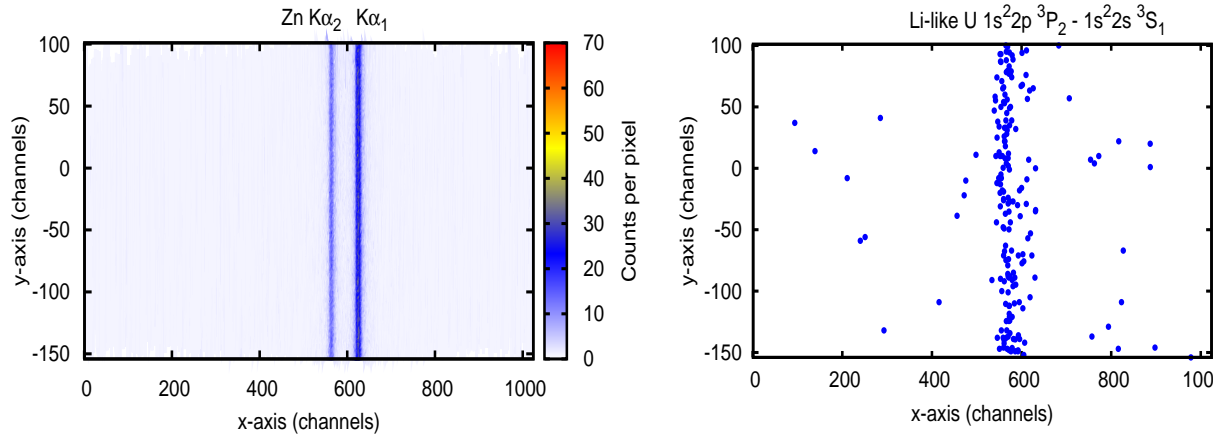 Zn Kα2 Kα1
100
50
0
-50
-100
-150
y-axis (channels)
0 200 400 600 800 1000
x-axis (channels)
70
60
50
40
30
20
10
0
Counts per pixel
Li-like U 1s²2p ³P₂ - 1s²2s ³S₁
100
50
0
-50
-100
-150
y-axis (channels)
0 200 400 600 800 1000
x-axis (channels)